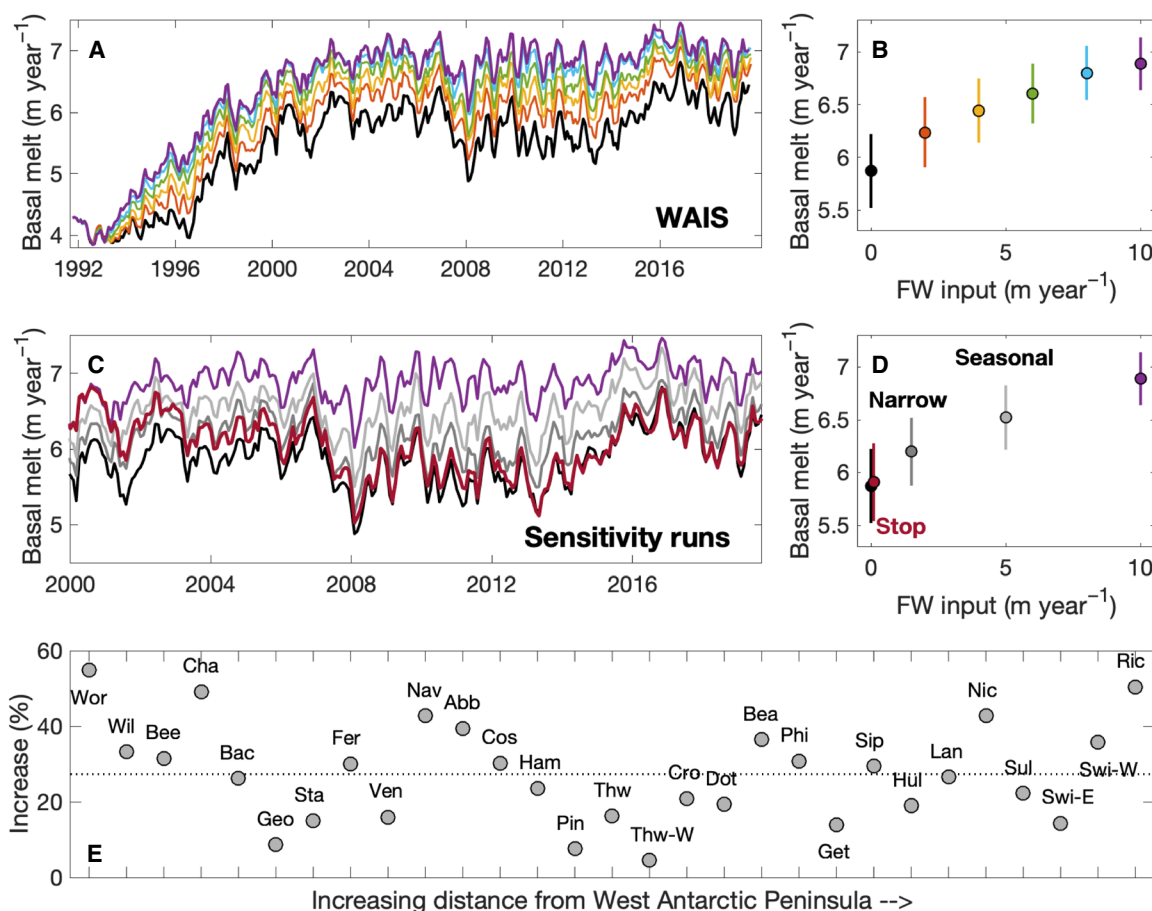 A
B
Basal melt (m year⁻¹)
7
6
5
4
1992 1996 2000 2004 2008 2012 2016
WAIS
Basal melt (m year⁻¹)
7
6.5
6
5.5
0 5 10
FW input (m year⁻¹)
C
D
Basal melt (m year⁻¹)
7
6
5
2000 2004 2008 2012 2016
Sensitivity runs
Basal melt (m year⁻¹)
7
6.5
6
5.5
Seasonal
Narrow
Stop
0 5 10
FW input (m year⁻¹)
E
Increase (%)
60
40
20
0
Wor
Wil
Bee
Cha
Bac
Geo
Sta
Fer
Ven
Nav
Abb
Cos
Ham
Pin
Thw
Thw-W
Cro
Dot
Bea
Phi
Get
Sip
Hul
Lan
Nic
Sul
Swi-E
Swi-W
Ric
Increasing distance from West Antarctic Peninsula -->